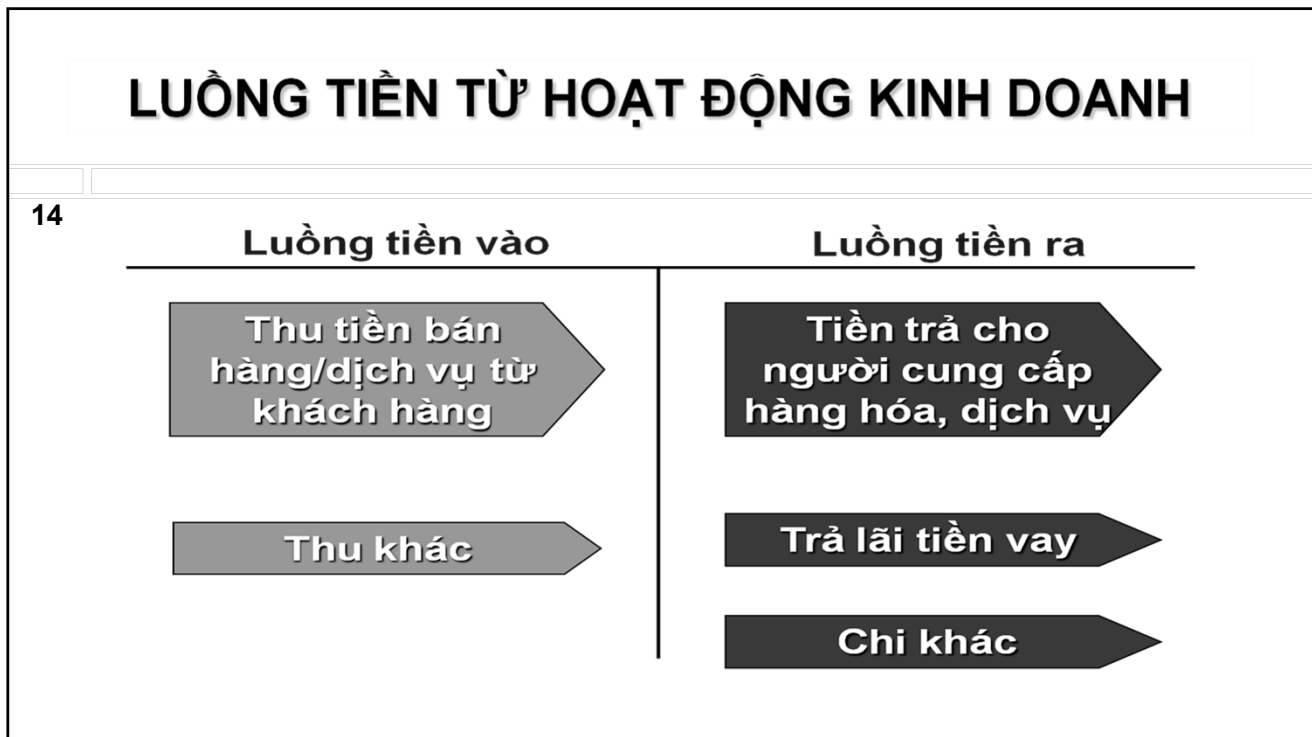 LUỒNG TIỀN TỪ HOẠT ĐỘNG KINH DOANH
14
Luồng tiền vào
Thu tiền bán
hàng/dịch vụ từ
khách hàng
Thu khác
Luồng tiền ra
Tiền trả cho
người cung cấp
hàng hóa, dịch vụ
Trả lãi tiền vay
Chi khác